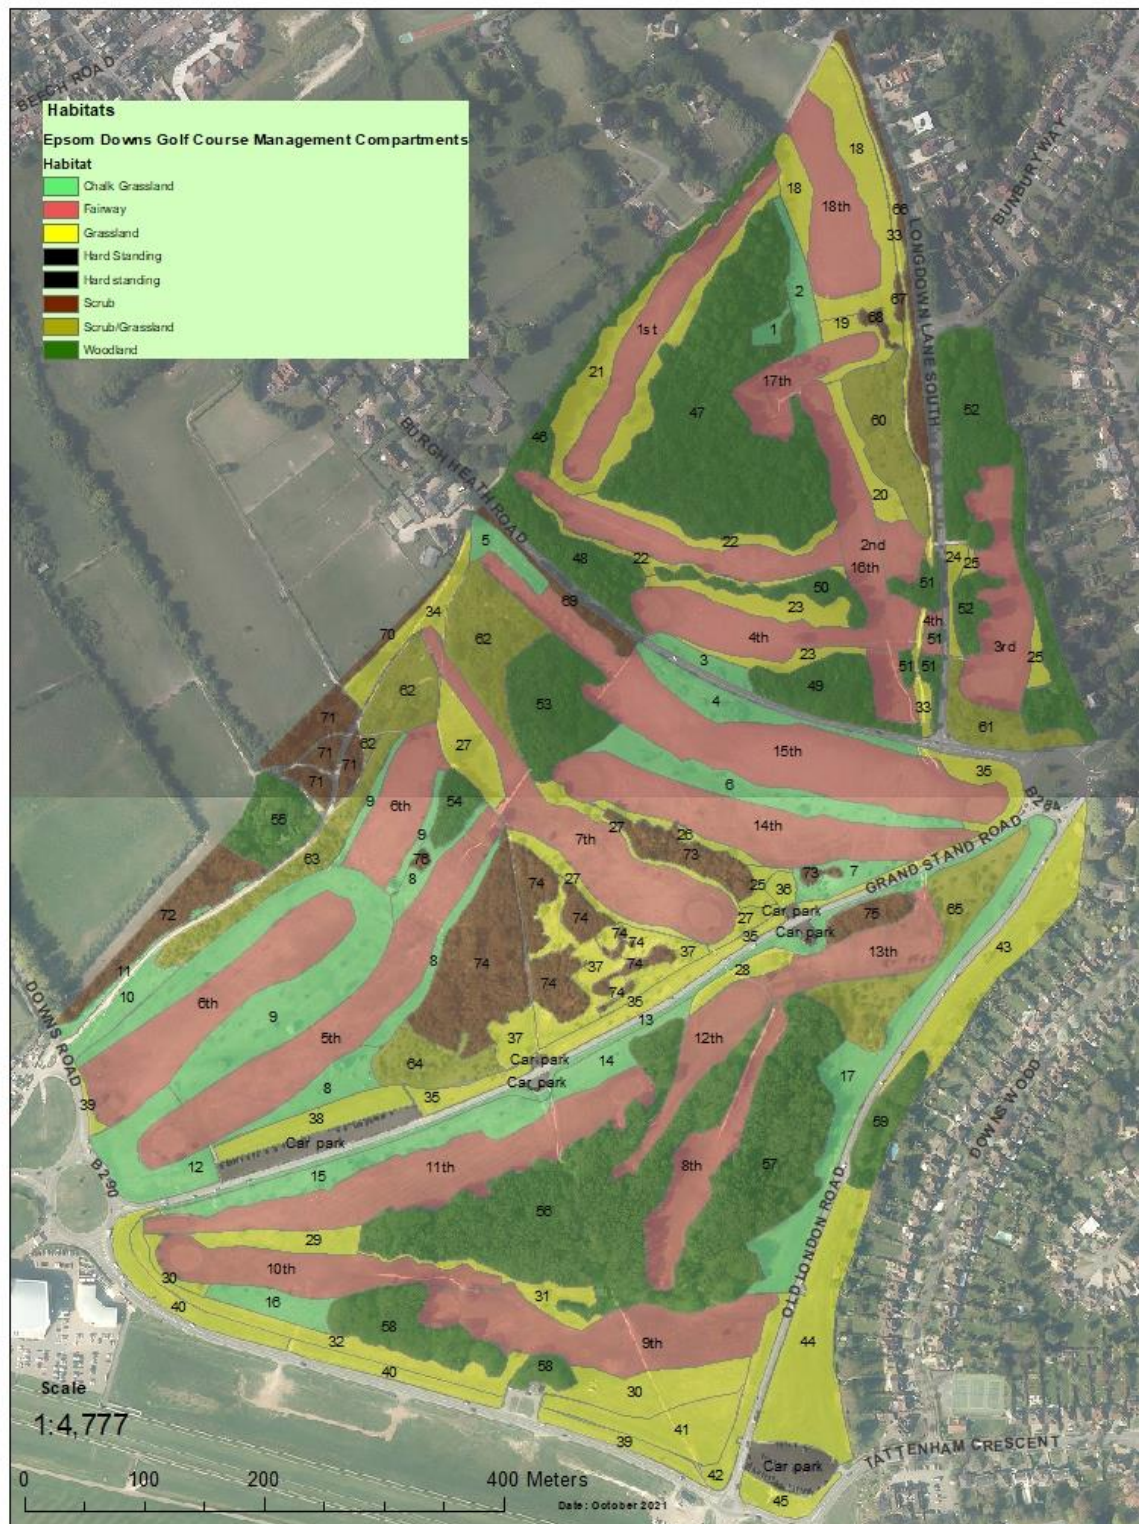 BEECH ROAD
Habitats
Epsom Downs Golf Course Management Compartments
Habitat
Chalk Grassland
Fairway
Grassland
Hard Standing
Hard standing
Scrub
Scrub/Grassland
Woodland
BUNBURY WAY
LONGDOWN LANE SOUTH
BURGH HEATH ROAD
18
18
18th
66
33
2
67
19
68
1
1st
21
17th
47
60
52
46
20
22
22
2nd
16th
24
25
5
48
50
51
69
23
52
4th
4th
51
3rd
34
70
62
23
3
25
49
51
51
62
53
4
33
71
61
62
27
15th
71
71
71
35
6
B284
9
6th
54
14th
55
27
26
7th
9
73
63
76
8
GRAND STAND ROAD
74
27
25
36
73
7
72
27
Car park
75
65
74
35
Car park
74
74
37
13th
43
8
74
37
74
28
11
10
74
74
6th
9
35
13
DOWNS ROAD
5th
37
12th
64
Car park
14
Car park
17
8
35
39
38
DOWNS WOOD
59
Car park
B290
12
15
11th
8th
57
56
OLD LONDON ROAD
29
10th
30
31
40
16
58
44
32
9th
58
40
30
Scale
1:4,777
41
39
TATTENHAM CRESCENT
Car park
42
45
0 100 200 400 Meters
Date: October 2021